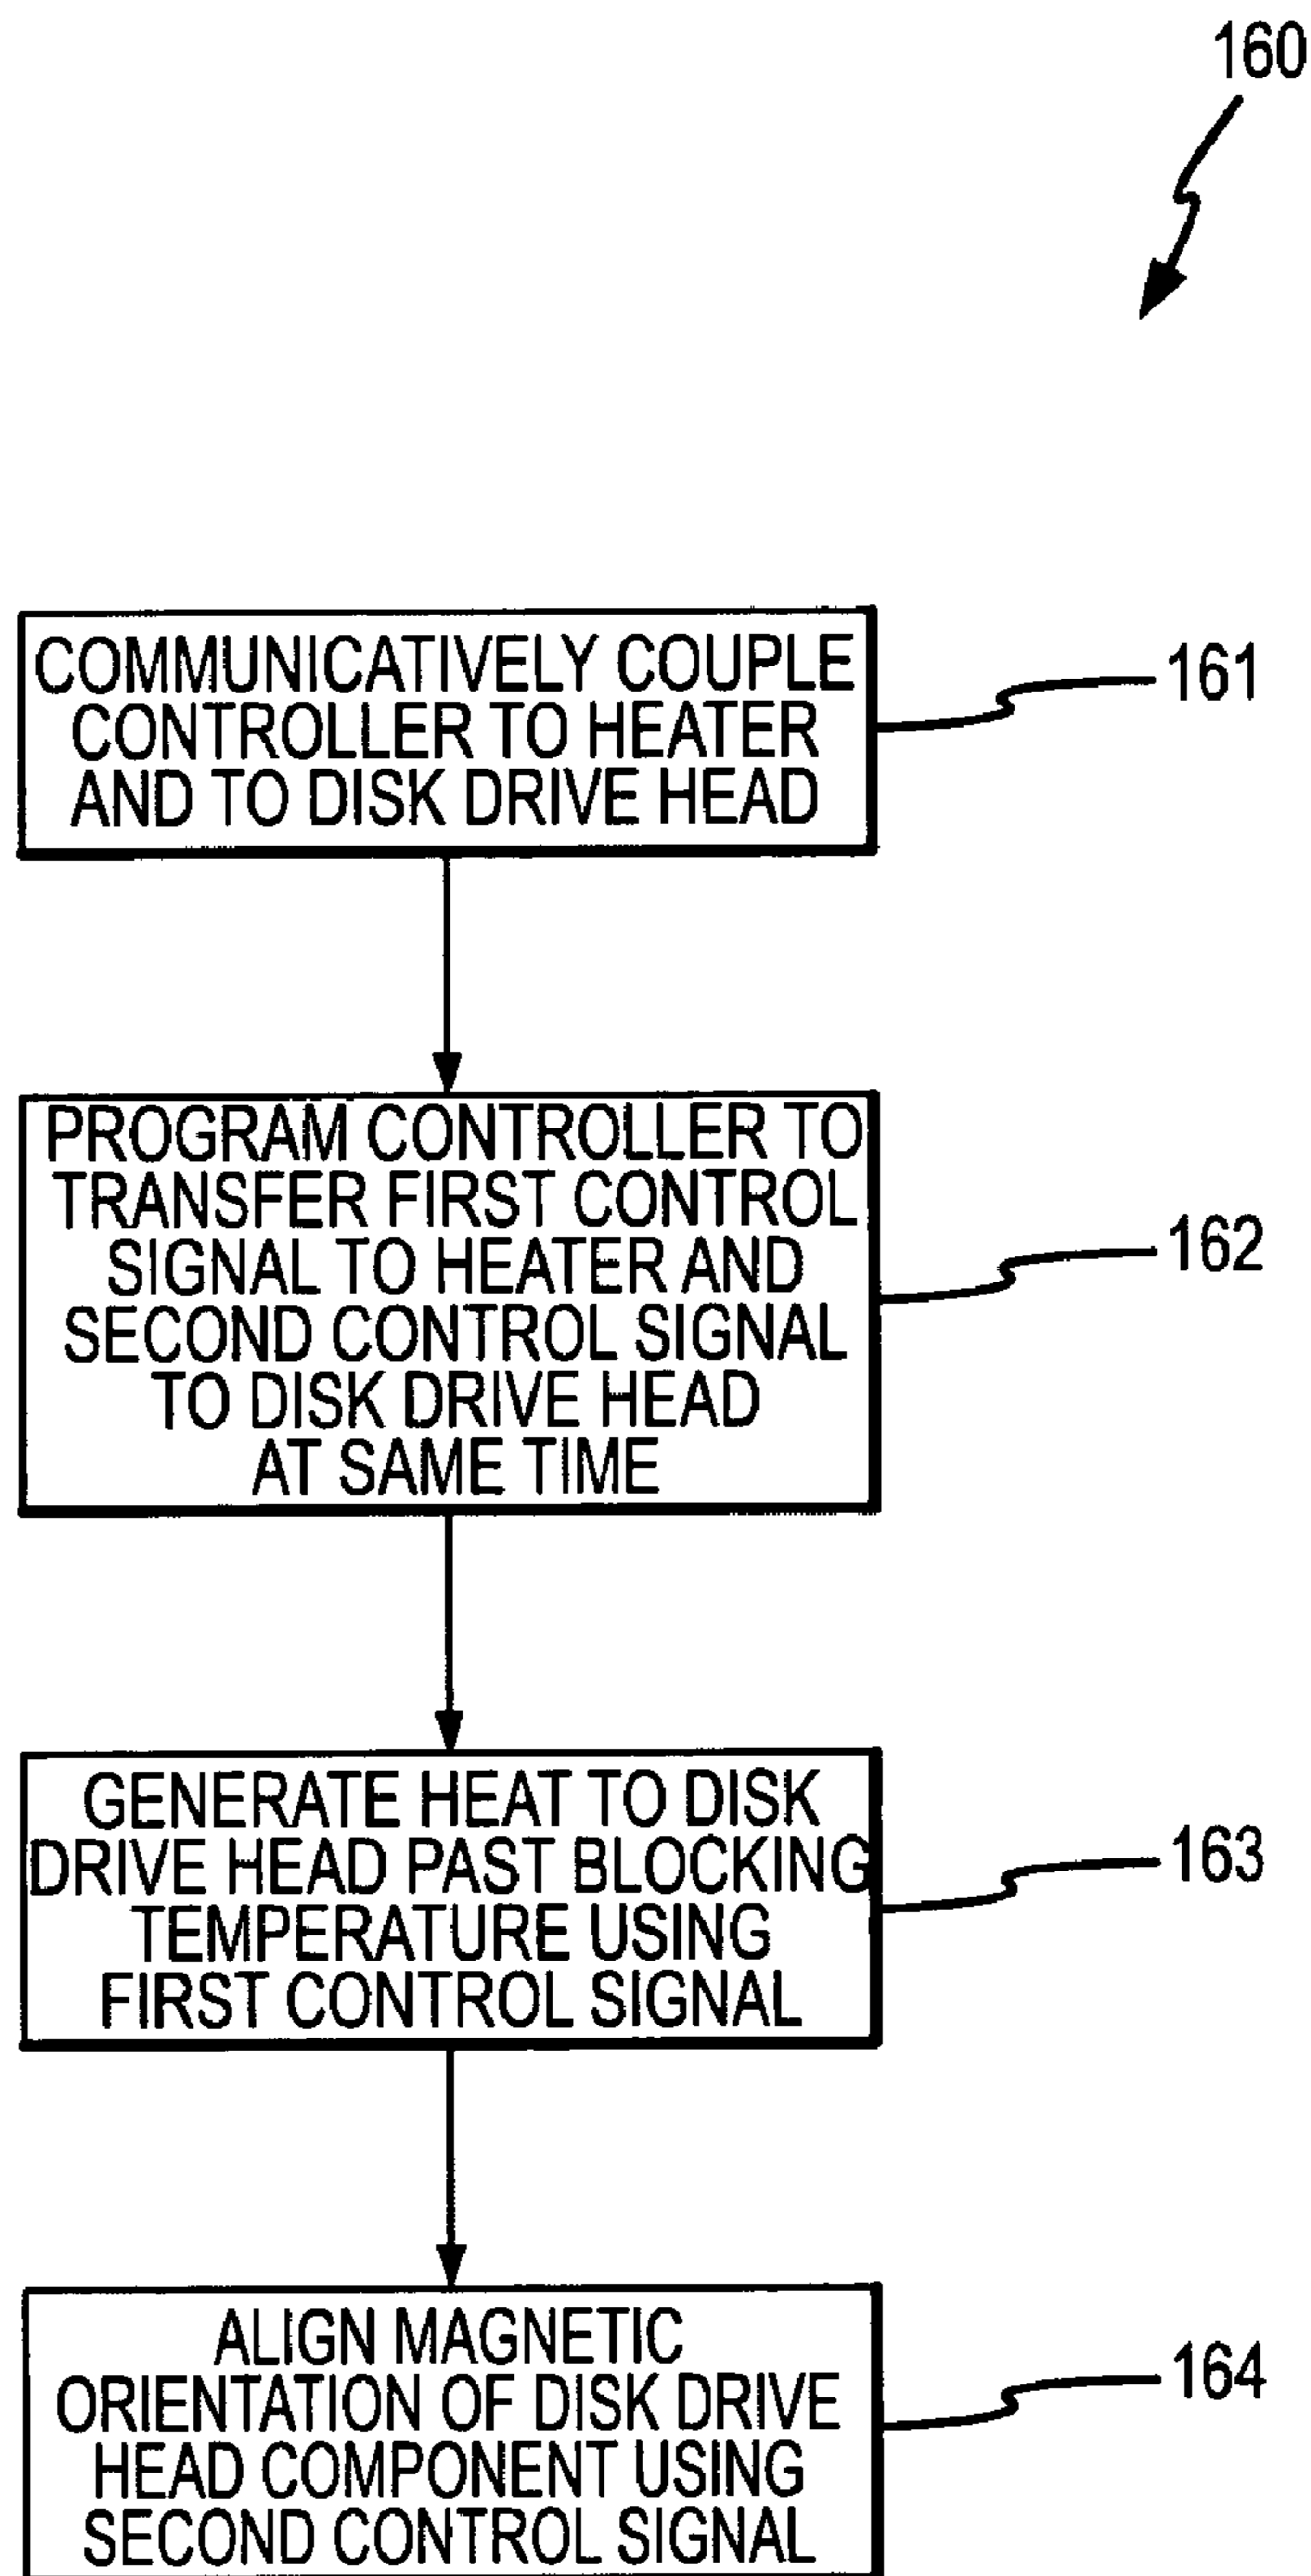 160
COMMUNICATIVELY COUPLE
CONTROLLER TO HEATER
AND TO DISK DRIVE HEAD
161
PROGRAM CONTROLLER TO
TRANSFER FIRST CONTROL
SIGNAL TO HEATER AND
SECOND CONTROL SIGNAL
TO DISK DRIVE HEAD
AT SAME TIME
162
GENERATE HEAT TO DISK
DRIVE HEAD PAST BLOCKING
TEMPERATURE USING
FIRST CONTROL SIGNAL
163
ALIGN MAGNETIC
ORIENTATION OF DISK DRIVE
HEAD COMPONENT USING
SECOND CONTROL SIGNAL
164